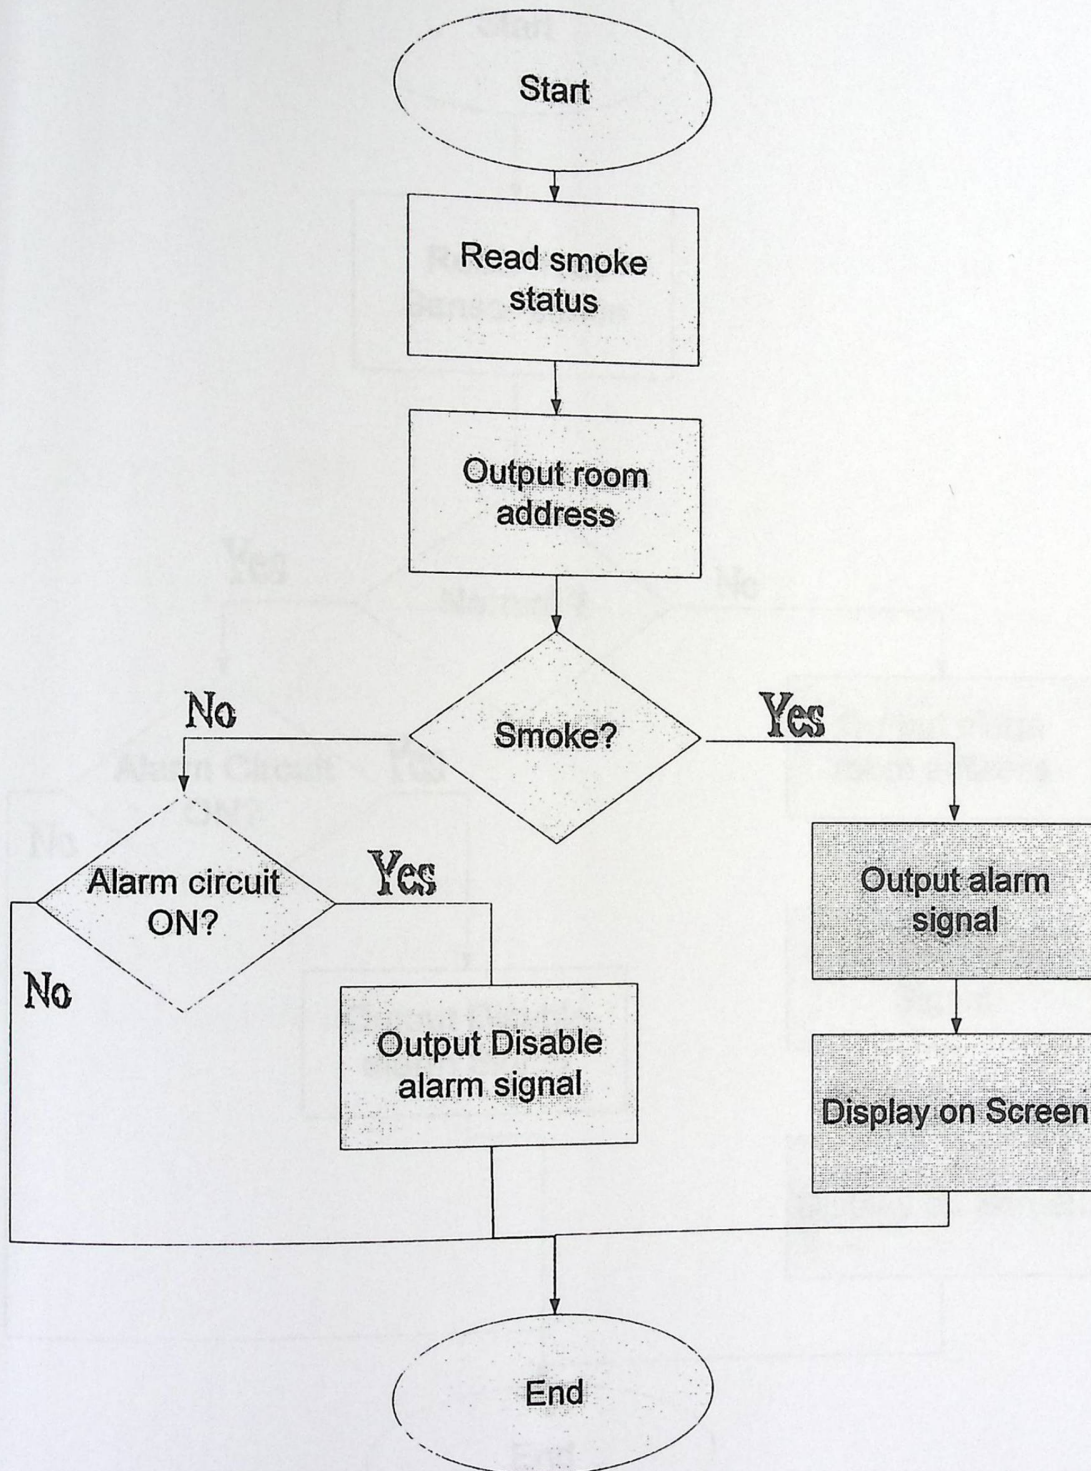 Start
Read smoke
status
Output room
address
Smoke?
No
Yes
Alarm circuit
ON?
Yes
No
Output Disable
alarm signal
Output alarm
signal
Display on Screen
End